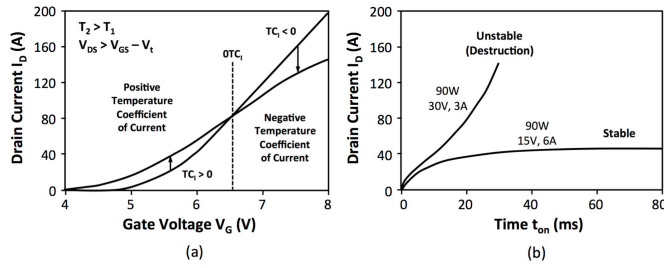 Drain Current I_D (A)
200
160
120
80
40
0
T₂ > T₁
V_DS > V_GS – V_t
0TC_I
TC_I < 0
Positive
Temperature
Coefficient
of Current
Negative
Temperature
Coefficient
of Current
TC_I > 0
4 5 6 7 8
Gate Voltage V_G (V)
(a)
Drain Current I_D (A)
200
160
120
80
40
0
Unstable
(Destruction)
90W
30V, 3A
90W
15V, 6A
Stable
0 20 40 60 80
Time t_on (ms)
(b)